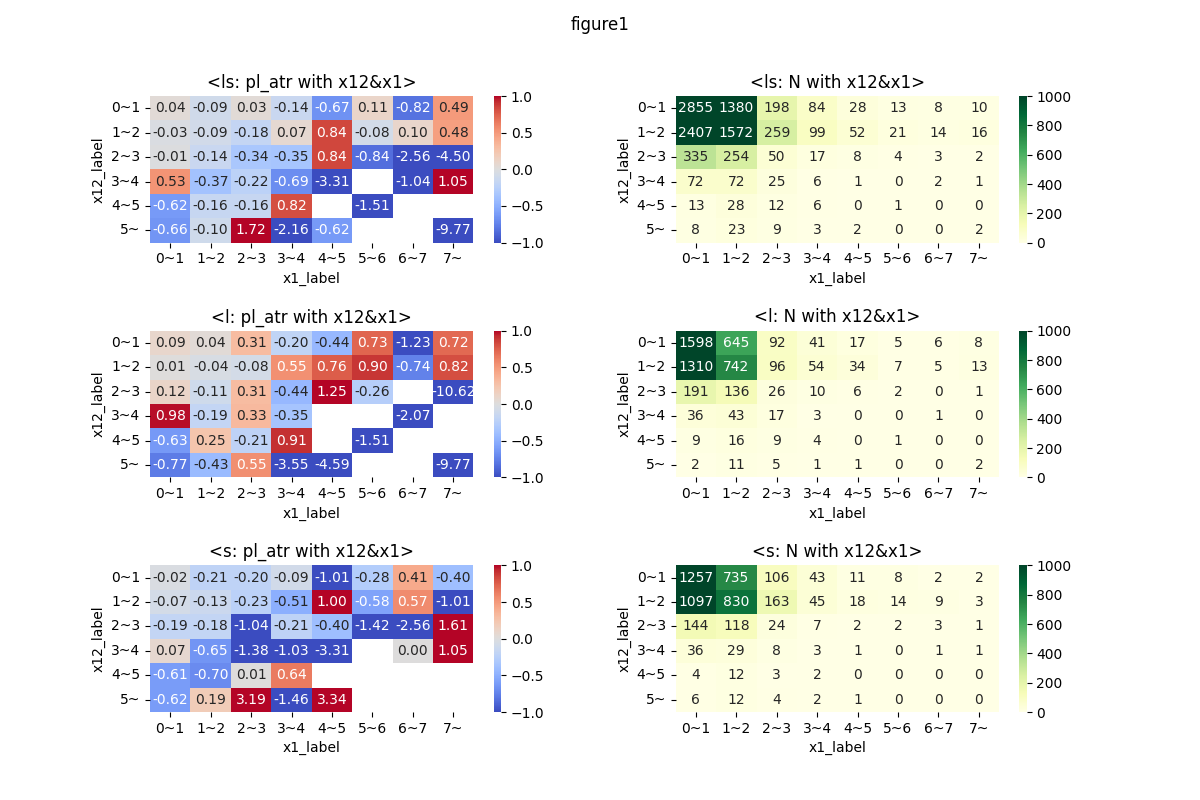 figure1
<ls: pl_atr with x12&x1>
0~1 0.04 -0.09 0.03 -0.14 -0.67 0.11 -0.82 0.49
1~2 -0.03 -0.09 -0.18 0.07 0.84 -0.08 0.10 0.48
2~3 -0.01 -0.14 -0.34 -0.35 0.84 -0.84 -2.56 -4.50
3~4 0.53 -0.37 -0.22 -0.69 -3.31 -1.04 1.05
4~5 -0.62 -0.16 -0.16 0.82 -1.51
5~ -0.66 -0.10 1.72 -2.16 -0.62 -9.77
0~1 1~2 2~3 3~4 4~5 5~6 6~7 7~
x1_label
x12_label
1.0
0.5
0.0
−0.5
−1.0
<ls: N with x12&x1>
0~1 2855 1380 198 84 28 13 8 10
1~2 2407 1572 259 99 52 21 14 16
2~3 335 254 50 17 8 4 3 2
3~4 72 72 25 6 1 0 2 1
4~5 13 28 12 6 0 1 0 0
5~ 8 23 9 3 2 0 0 2
0~1 1~2 2~3 3~4 4~5 5~6 6~7 7~
x1_label
x12_label
1000
800
600
400
200
0
<l: pl_atr with x12&x1>
0~1 0.09 0.04 0.31 -0.20 -0.44 0.73 -1.23 0.72
1~2 0.01 -0.04 -0.08 0.55 0.76 0.90 -0.74 0.82
2~3 0.12 -0.11 0.31 -0.44 1.25 -0.26 -10.62
3~4 0.98 -0.19 0.33 -0.35 -2.07
4~5 -0.63 0.25 -0.21 0.91 -1.51
5~ -0.77 -0.43 0.55 -3.55 -4.59 -9.77
0~1 1~2 2~3 3~4 4~5 5~6 6~7 7~
x1_label
x12_label
1.0
0.5
0.0
−0.5
−1.0
<l: N with x12&x1>
0~1 1598 645 92 41 17 5 6 8
1~2 1310 742 96 54 34 7 5 13
2~3 191 136 26 10 6 2 0 1
3~4 36 43 17 3 0 0 1 0
4~5 9 16 9 4 0 1 0 0
5~ 2 11 5 1 1 0 0 2
0~1 1~2 2~3 3~4 4~5 5~6 6~7 7~
x1_label
x12_label
1000
800
600
400
200
0
<s: pl_atr with x12&x1>
0~1 -0.02 -0.21 -0.20 -0.09 -1.01 -0.28 0.41 -0.40
1~2 -0.07 -0.13 -0.23 -0.51 1.00 -0.58 0.57 -1.01
2~3 -0.19 -0.18 -1.04 -0.21 -0.40 -1.42 -2.56 1.61
3~4 0.07 -0.65 -1.38 -1.03 -3.31 0.00 1.05
4~5 -0.61 -0.70 0.01 0.64
5~ -0.62 0.19 3.19 -1.46 3.34
0~1 1~2 2~3 3~4 4~5 5~6 6~7 7~
x1_label
x12_label
1.0
0.5
0.0
−0.5
−1.0
<s: N with x12&x1>
0~1 1257 735 106 43 11 8 2 2
1~2 1097 830 163 45 18 14 9 3
2~3 144 118 24 7 2 2 3 1
3~4 36 29 8 3 1 0 1 1
4~5 4 12 3 2 0 0 0 0
5~ 6 12 4 2 1 0 0 0
0~1 1~2 2~3 3~4 4~5 5~6 6~7 7~
x1_label
x12_label
1000
800
600
400
200
0